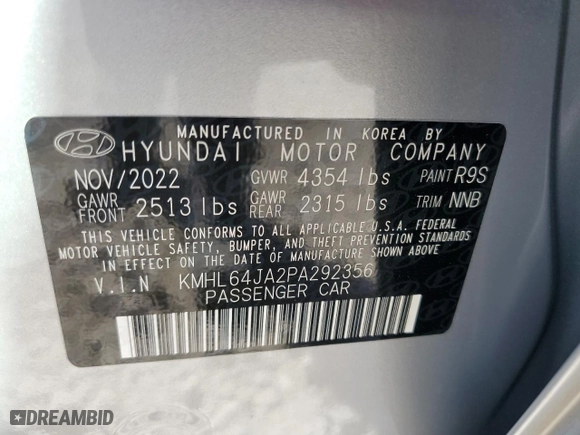 MANUFACTURED IN KOREA BY
HYUNDAI MOTOR COMPANY
NOV/2022 GVWR 4354 lbs PAINT R9S
GAWR FRONT 2513 lbs GAWR REAR 2315 lbs TRIM NNB
THIS VEHICLE CONFORMS TO ALL APPLICABLE U.S.A. FEDERAL
MOTOR VEHICLE SAFETY, BUMPER, AND THEFT PREVENTION STANDARDS
IN EFFECT ON THE DATE OF MANUFACTURE SHOWN ABOVE.
V.I.N KMHL64JA2PA292356
PASSENGER CAR
DREAMBID